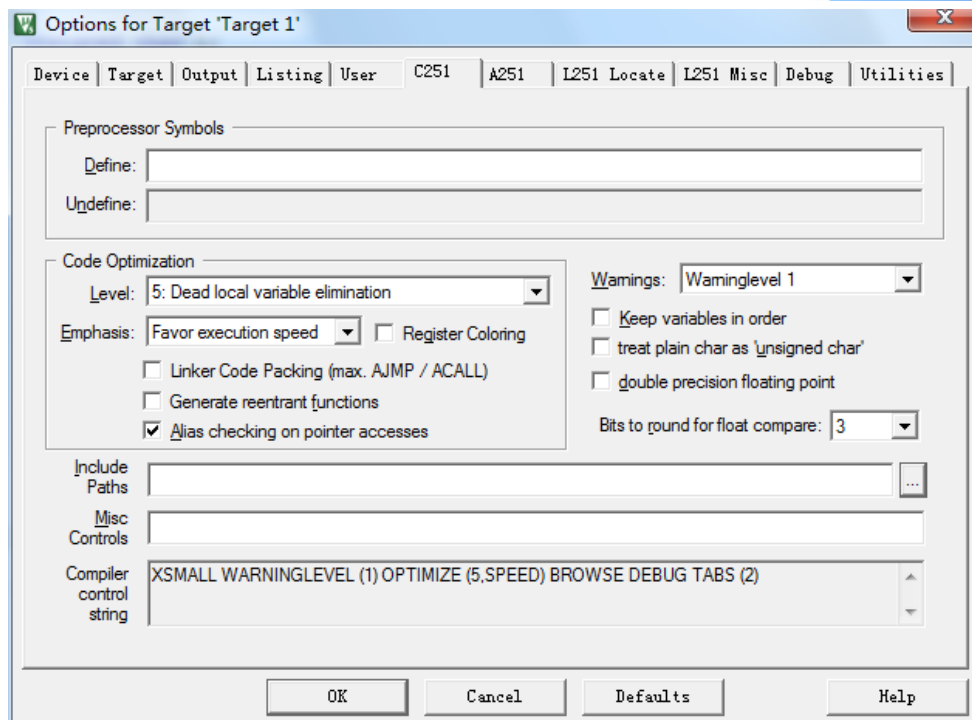 Options for Target 'Target 1'
Device Target Output Listing User C251 A251 L251 Locate L251 Misc Debug Utilities
Preprocessor Symbols
Define:
Undefine:
Code Optimization
Level: 5: Dead local variable elimination
Warnings: Warninglevel 1
Emphasis: Favor execution speed Register Coloring
Keep variables in order
treat plain char as 'unsigned char'
Linker Code Packing (max. AJMP / ACALL)
double precision floating point
Generate reentrant functions
Alias checking on pointer accesses
Bits to round for float compare: 3
Include
Paths
...
Misc
Controls
Compiler
control
string
XSMALL WARNINGLEVEL (1) OPTIMIZE (5,SPEED) BROWSE DEBUG TABS (2)
OK Cancel Defaults Help